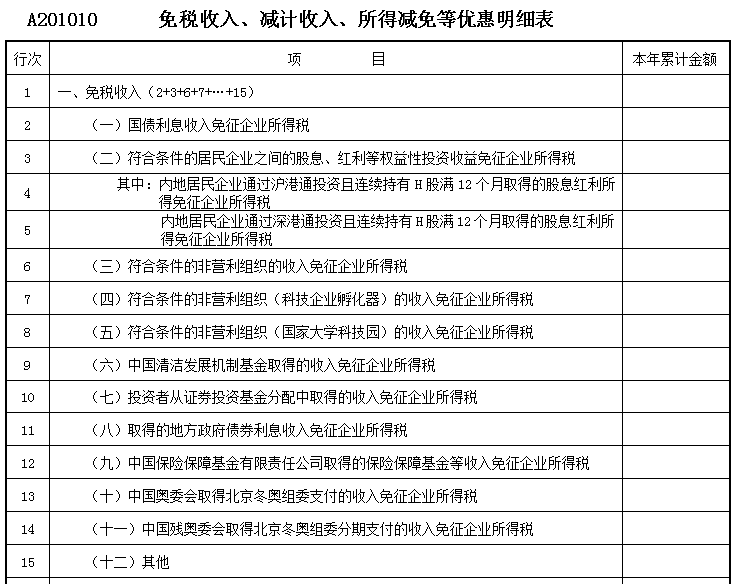 A201010 免税收入、减计收入、所得减免等优惠明细表
行次 项 目 本年累计金额
1 一、免税收入（2+3+6+7+…+15）
2 （一）国债利息收入免征企业所得税
3 （二）符合条件的居民企业之间的股息、红利等权益性投资收益免征企业所得税
4 其中：内地居民企业通过沪港通投资且连续持有 H 股满 12 个月取得的股息红利所
得免征企业所得税
5 内地居民企业通过深港通投资且连续持有 H 股满 12 个月取得的股息红利所
得免征企业所得税
6 （三）符合条件的非营利组织的收入免征企业所得税
7 （四）符合条件的非营利组织（科技企业孵化器）的收入免征企业所得税
8 （五）符合条件的非营利组织（国家大学科技园）的收入免征企业所得税
9 （六）中国清洁发展机制基金取得的收入免征企业所得税
10 （七）投资者从证券投资基金分配中取得的收入免征企业所得税
11 （八）取得的地方政府债券利息收入免征企业所得税
12 （九）中国保险保障基金有限责任公司取得的保险保障基金等收入免征企业所得税
13 （十）中国奥委会取得北京冬奥组委支付的收入免征企业所得税
14 （十一）中国残奥委会取得北京冬奥组委分期支付的收入免征企业所得税
15 （十二）其他